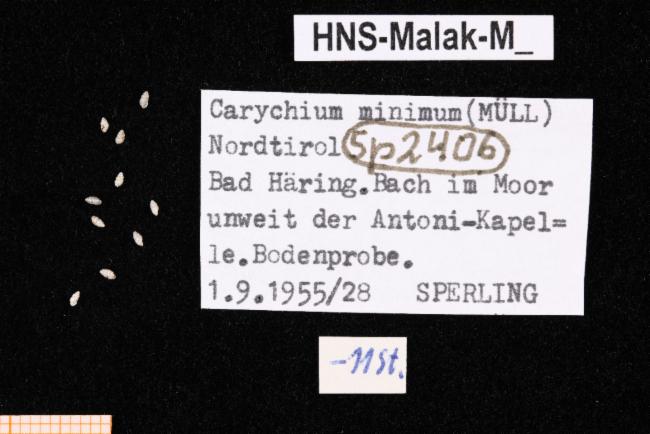 HNS-Malak-M_
Carychium minimum(MÜLL)
Nordtirol Sp2406
Bad Häring.Bach im Moor
unweit der Antoni-Kapel=
le.Bodenprobe.
1.9.1955/28 SPERLING
-11St.